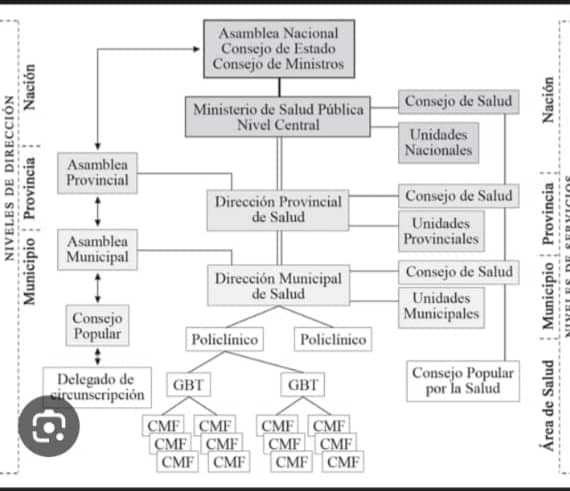 Asamblea Nacional
Consejo de Estado
Consejo de Ministros
Ministerio de Salud Pública
Nivel Central
Consejo de Salud
Unidades
Nacionales
Asamblea
Provincial
Dirección Provincial
de Salud
Consejo de Salud
Unidades
Provinciales
Asamblea
Municipal
Dirección Municipal
de Salud
Consejo de Salud
Unidades
Municipales
Consejo
Popular
Policlínico
Policlínico
Delegado de
circunscripción
GBT
GBT
Consejo Popular
por la Salud
CMF CMF CMF CMF
CMF CMF CMF CMF
CMF CMF CMF CMF
NIVELES DE DIRECCIÓN
Nación
Provincia
Municipio
Nación
Provincia
Municipio
Área de Salud
NIVELES DE SERVICIOS